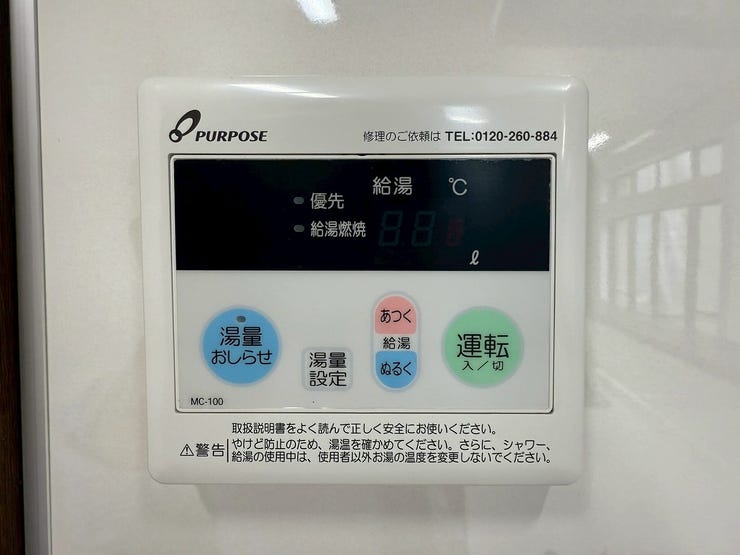 PURPOSE
修理のご依頼は TEL:0120-260-884
給湯 ℃
優先
給湯燃焼
ℓ
湯量
おしらせ
湯量
設定
あつく
給湯
ぬるく
運転
入/切
MC-100
取扱説明書をよく読んで正しく安全にお使いください。
⚠警告 やけど防止のため、湯温を確かめてください。さらに、シャワー、
給湯の使用中は、使用者以外お湯の温度を変更しないでください。